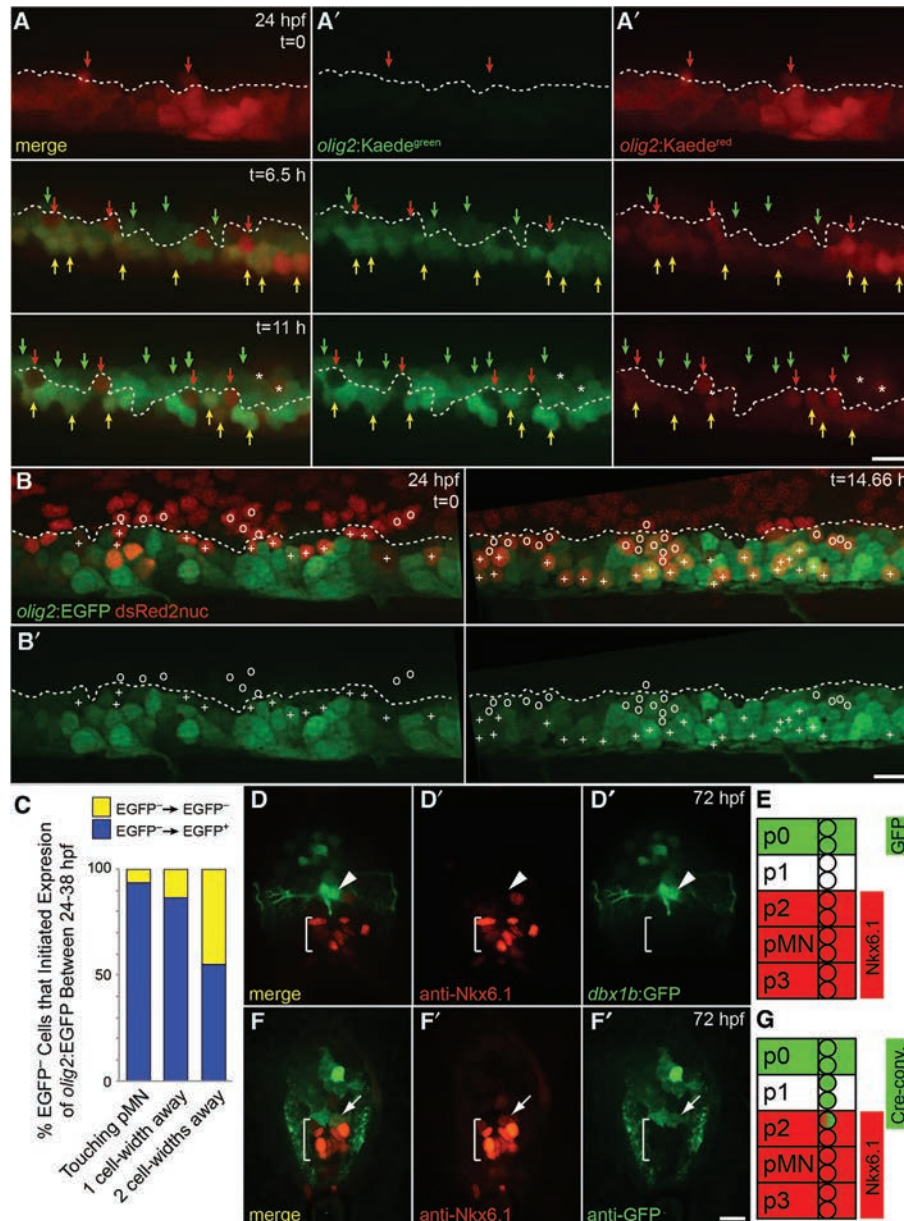 A
24 hpf
t=0
merge
A′
olig2:Kaedegreen
A′
olig2:Kaedered
t=6.5 h
t=11 h
*
*
*
*
*
*
B
24 hpf
t=0
olig2:EGFP dsRed2nuc
t=14.66 h
B′
C
EGFP⁻→ EGFP⁻
EGFP⁻→ EGFP⁺
% EGFP⁻ Cells that Initiated Expresion
of olig2:EGFP Between 24-38 hpf
100
50
0
Touching pMN
1 cell-width away
2 cell-widths away
D
merge
D′
anti-Nkx6.1
D′
72 hpf
dbx1b:GFP
E
p0
p1
p2
pMN
p3
GFP
Nkx6.1
F
merge
F′
anti-Nkx6.1
F′
72 hpf
anti-GFP
G
p0
p1
p2
pMN
p3
Cre-conv.
Nkx6.1